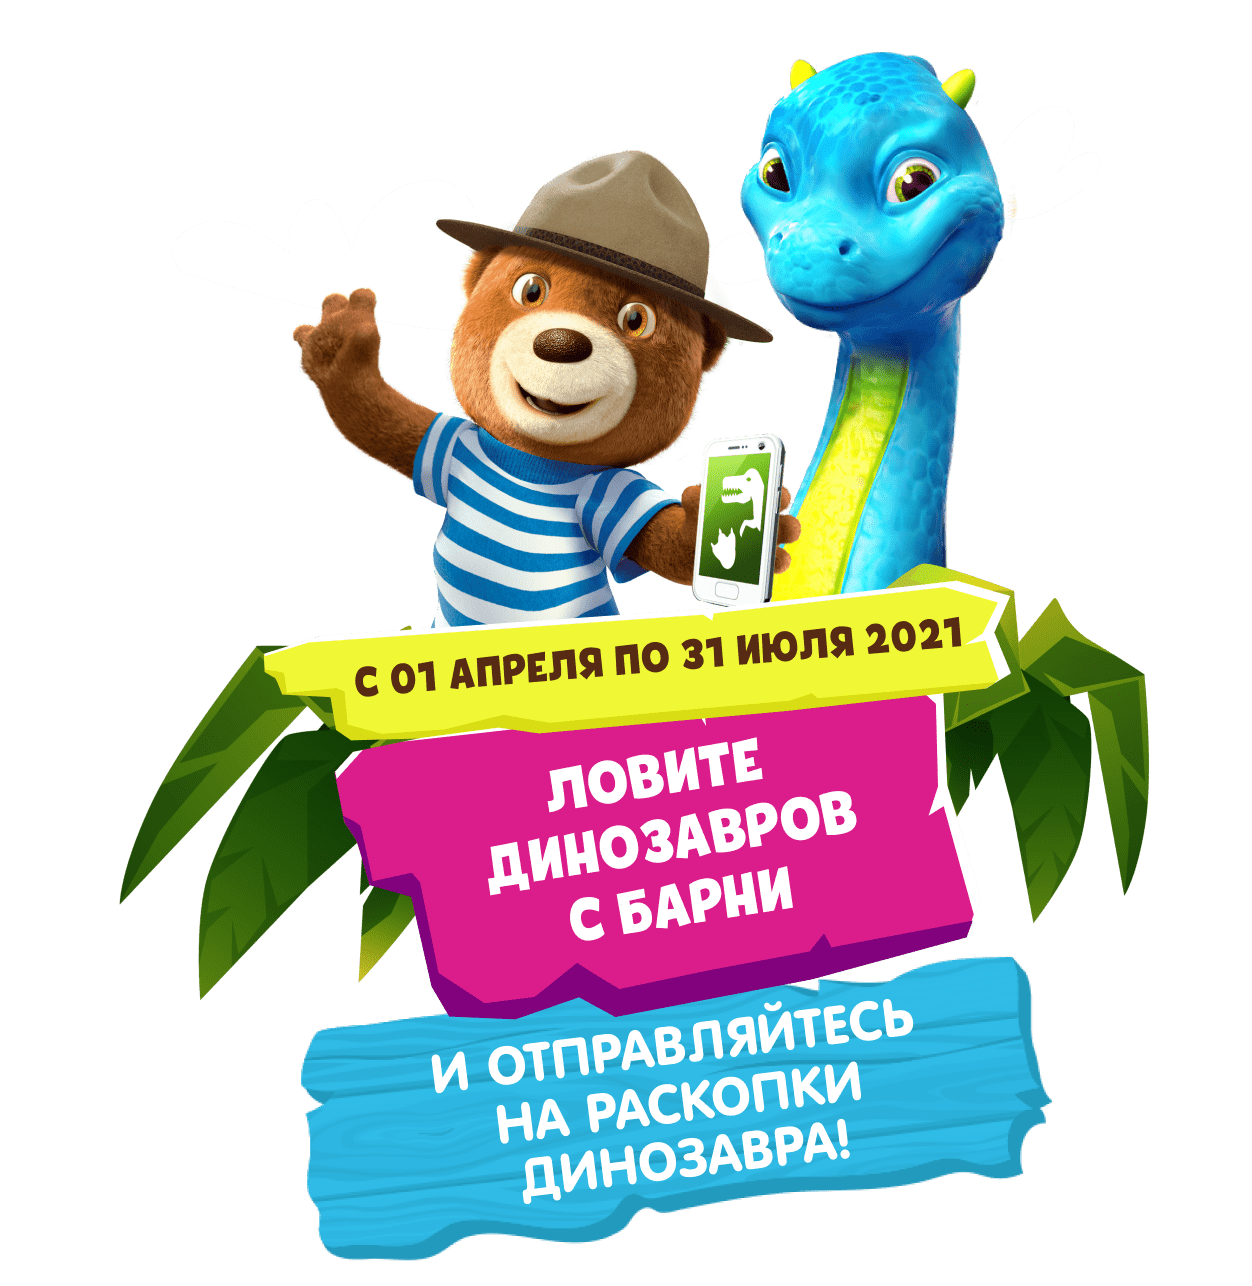 С 01 АПРЕЛЯ ПО 31 ИЮЛЯ 2021
ЛОВИТЕ
ДИНОЗАВРОВ
С БАРНИ
И ОТПРАВЛЯЙТЕСЬ
НА РАСКОПКИ
ДИНОЗАВРА!